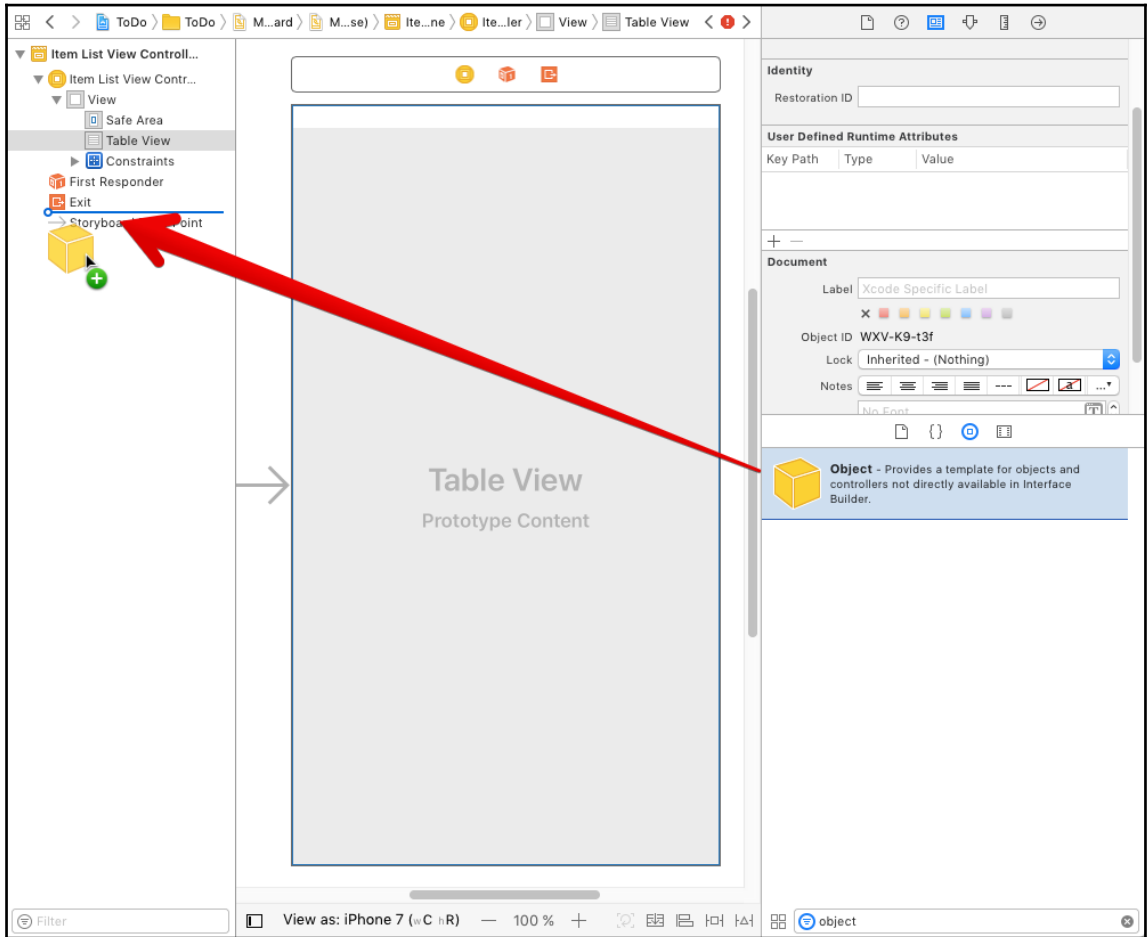 ToDo ToDo M...ard M...se) Ite...ne Ite...ler View Table View
Item List View Controll...
Item List View Contr...
View
Safe Area
Table View
Constraints
First Responder
Exit
Storyboa oint
Filter
Table View
Prototype Content
View as: iPhone 7 (wC hR) — 100 % +
Identity
Restoration ID
User Defined Runtime Attributes
Key Path Type Value
+ —
Document
Label Xcode Specific Label
Object ID WXV-K9-t3f
Lock Inherited - (Nothing)
Notes --- a ...
No Font T
{}
Object - Provides a template for objects and
controllers not directly available in Interface
Builder.
object